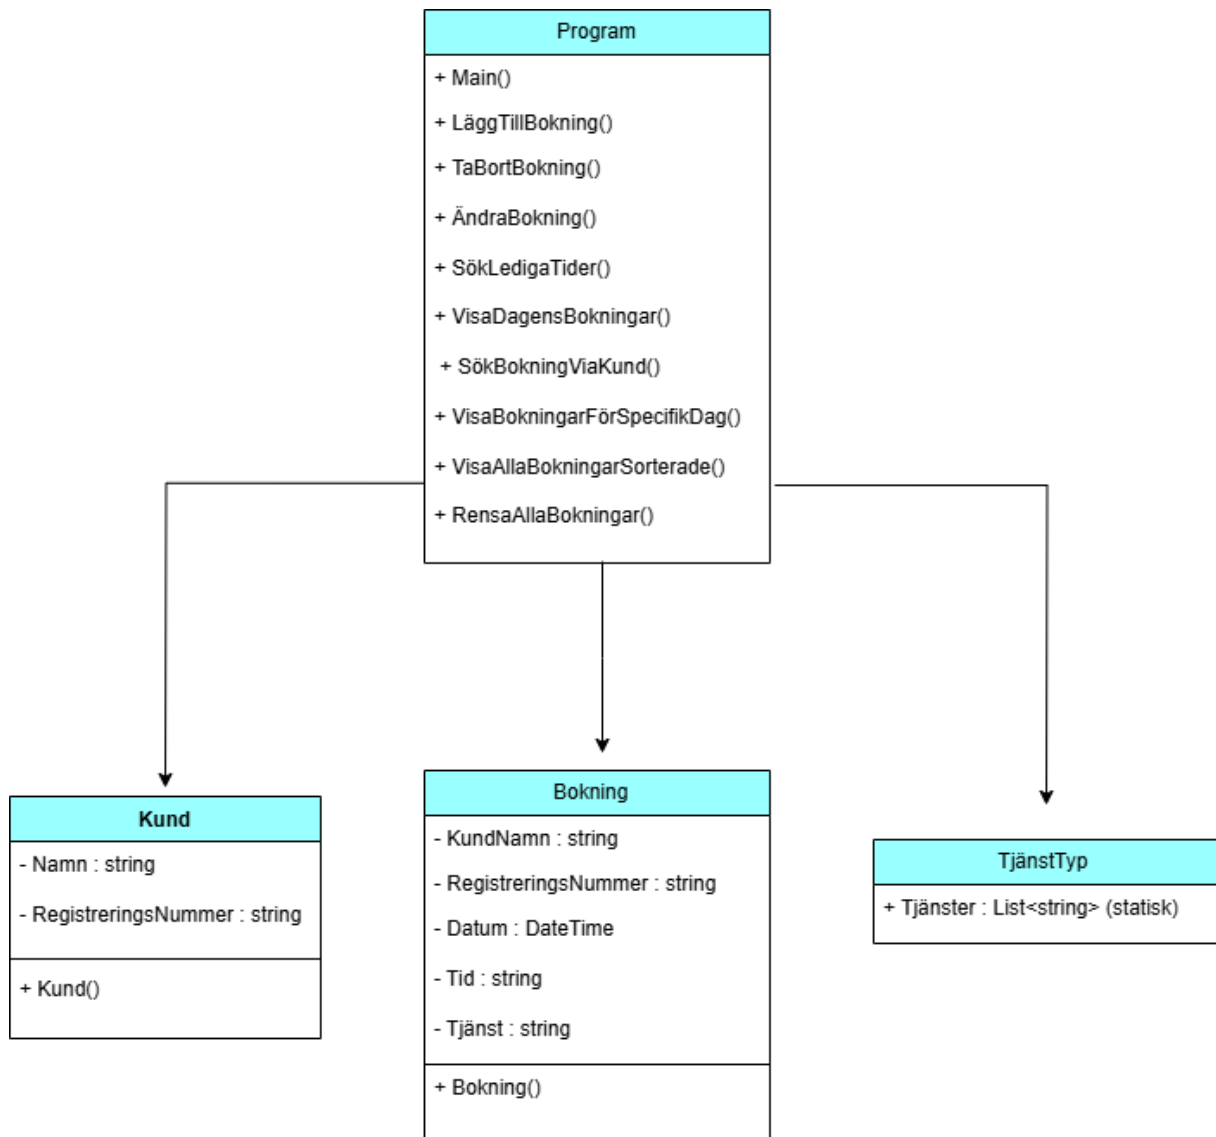 Program
+ Main()
+ LäggTillBokning()
+ TaBortBokning()
+ ÄndraBokning()
+ SökLedigaTider()
+ VisaDagensBokningar()
+ SökBokningViaKund()
+ VisaBokningarFörSpecifikDag()
+ VisaAllaBokningarSorterade()
+ RensaAllaBokningar()
Kund
- Namn : string
- RegistreringsNummer : string
+ Kund()
Bokning
- KundNamn : string
- RegistreringsNummer : string
- Datum : DateTime
- Tid : string
- Tjänst : string
+ Bokning()
TjänstTyp
+ Tjänster : List<string> (statisk)